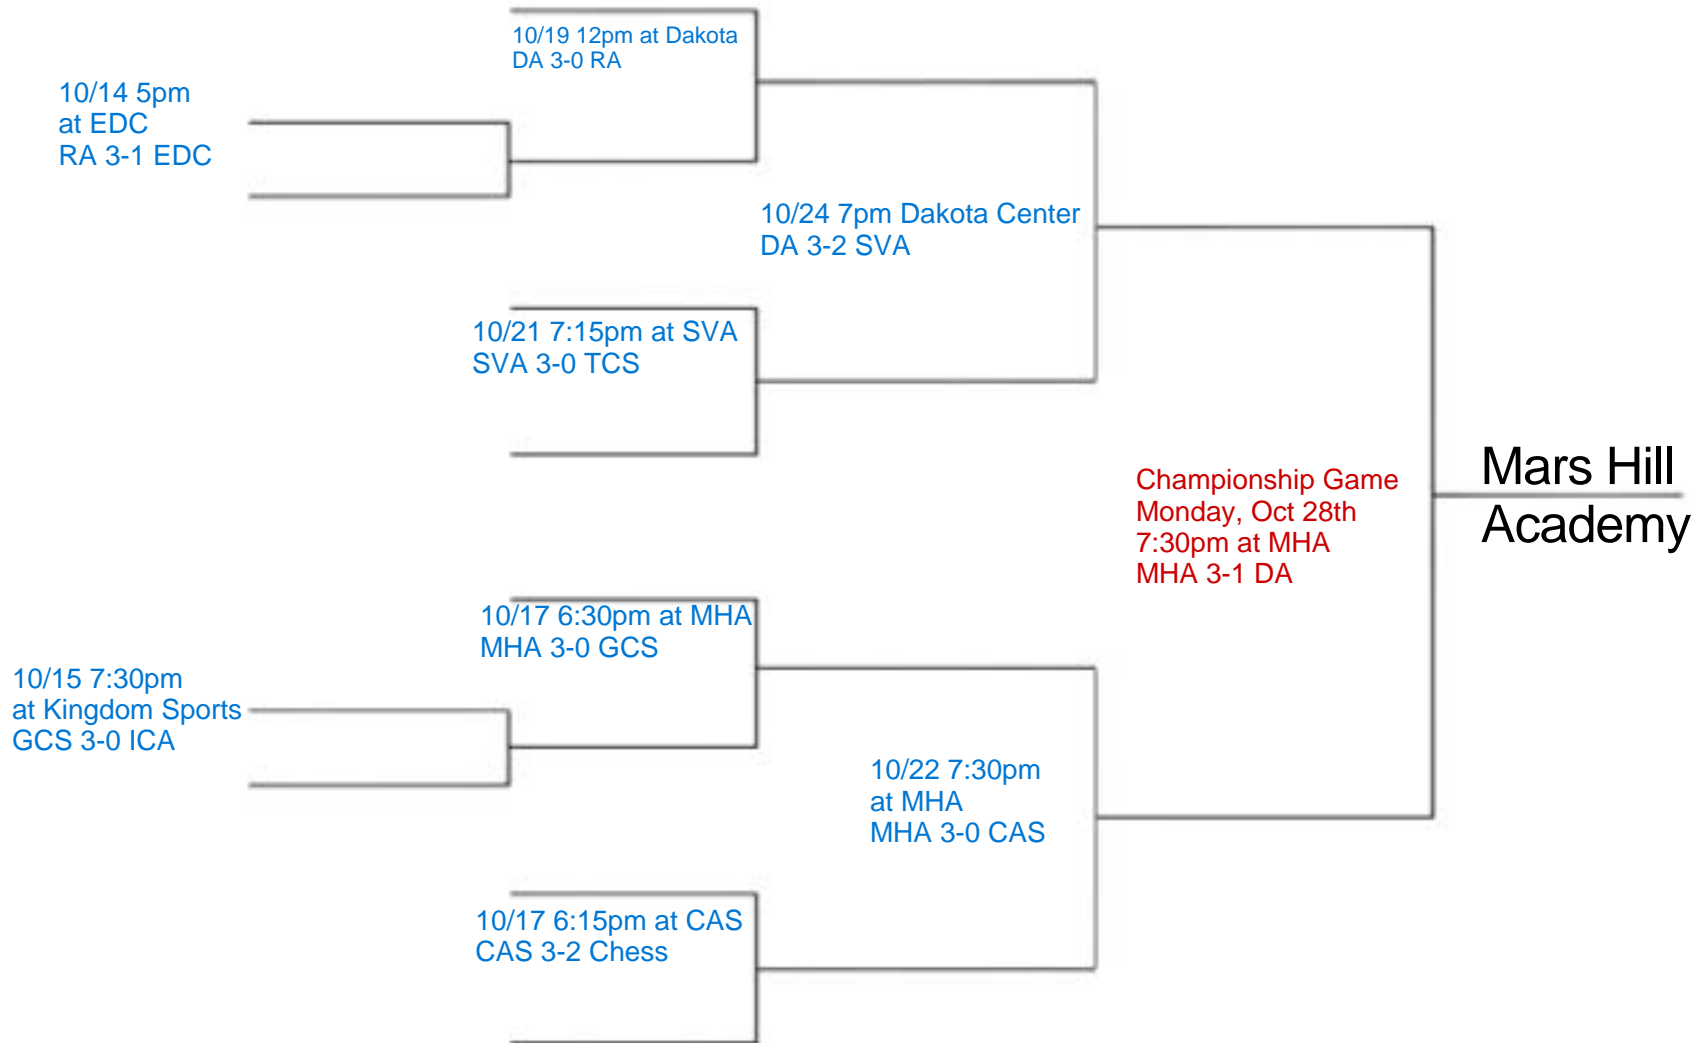 10/19 12pm at Dakota
DA 3-0 RA
10/14 5pm
at EDC
RA 3-1 EDC
10/24 7pm Dakota Center
DA 3-2 SVA
10/21 7:15pm at SVA
SVA 3-0 TCS
Championship Game
Monday, Oct 28th
7:30pm at MHA
MHA 3-1 DA
Mars Hill
Academy
10/17 6:30pm at MHA
MHA 3-0 GCS
10/15 7:30pm
at Kingdom Sports
GCS 3-0 ICA
10/22 7:30pm
at MHA
MHA 3-0 CAS
10/17 6:15pm at CAS
CAS 3-2 Chess